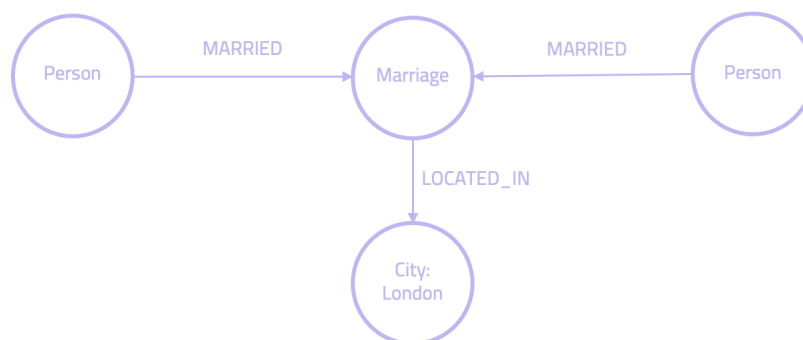 MARRIED
MARRIED
Person
Marriage
Person
LOCATED_IN
City:
London